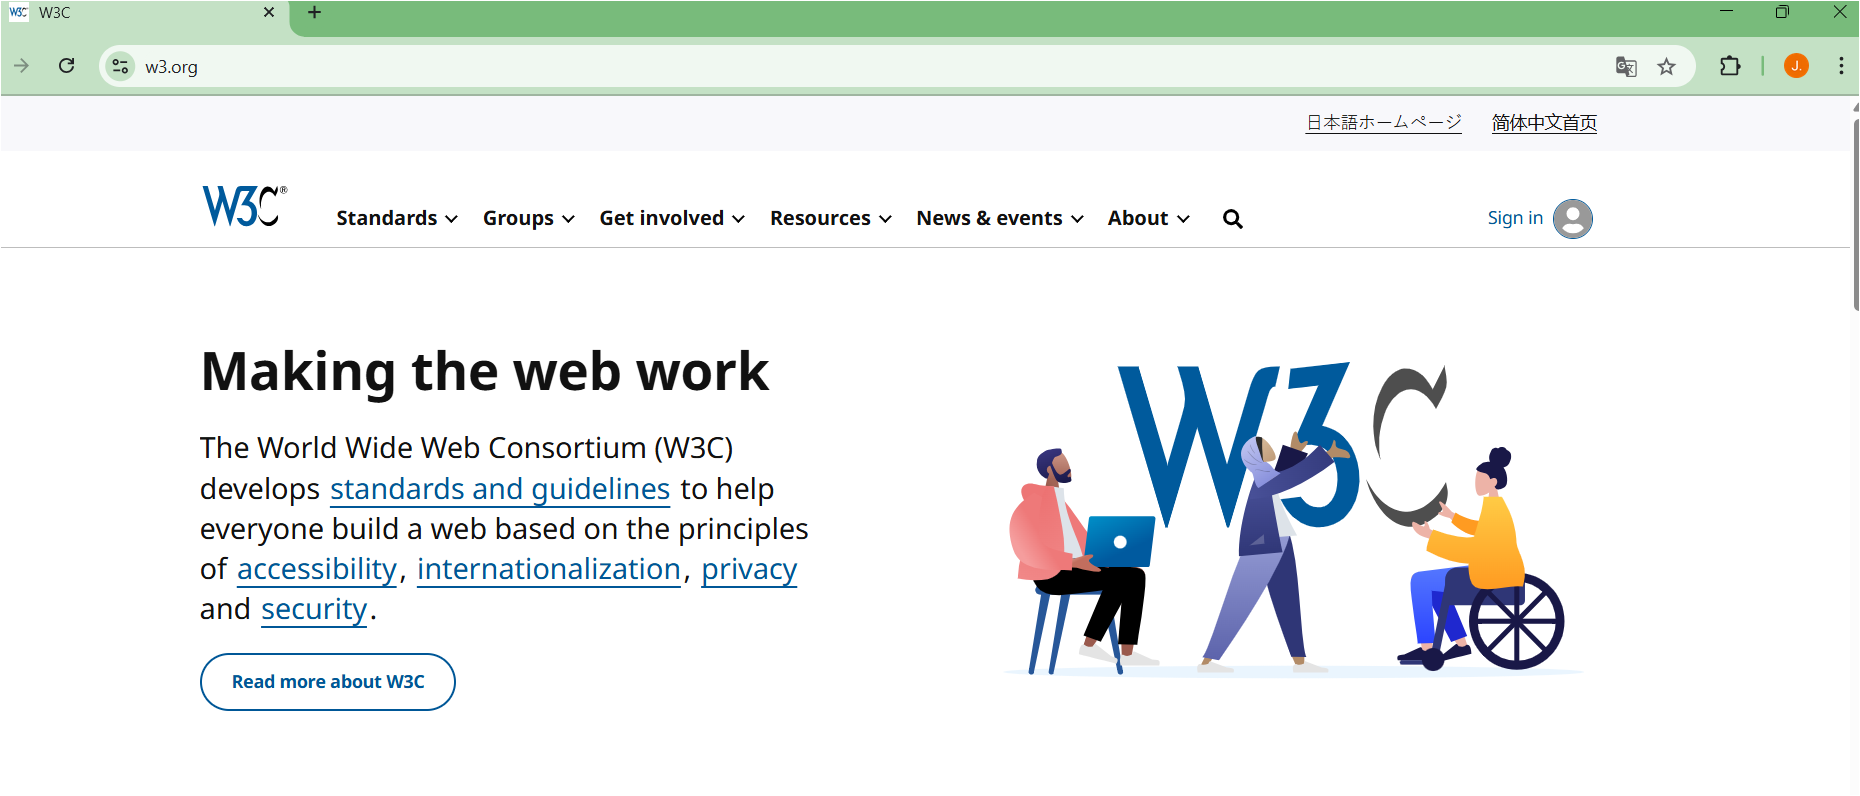 W3C
w3.org
J.
日本語ホームページ 简体中文首页
W3C®
Standards Groups Get involved Resources News & events About
Sign in
Making the web work
The World Wide Web Consortium (W3C)
develops standards and guidelines to help
everyone build a web based on the principles
of accessibility, internationalization, privacy
and security.
Read more about W3C
W3C